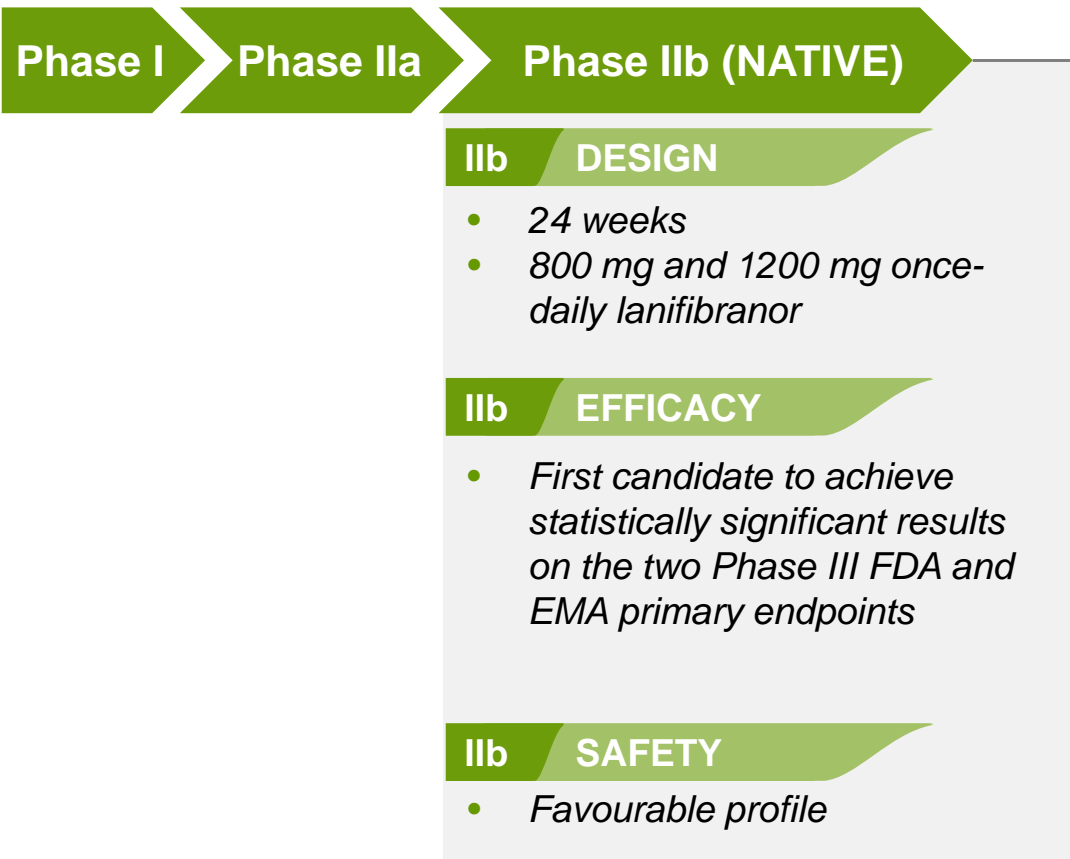 Phase I
Phase IIa
Phase IIb (NATIVE)
IIb DESIGN
• 24 weeks
• 800 mg and 1200 mg once-
daily lanifibranor
IIb EFFICACY
• First candidate to achieve
statistically significant results
on the two Phase III FDA and
EMA primary endpoints
IIb SAFETY
• Favourable profile